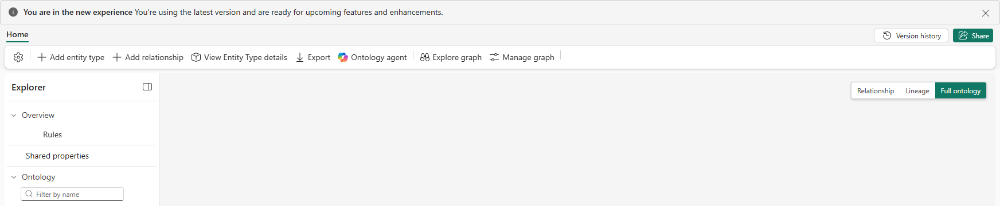 You are in the new experience You're using the latest version and are ready for upcoming features and enhancements.
Home
Version history
Share
Add entity type
Add relationship
View Entity Type details
Export
Ontology agent
Explore graph
Manage graph
Explorer
Relationship
Lineage
Full ontology
Overview
Rules
Shared properties
Ontology
Filter by name